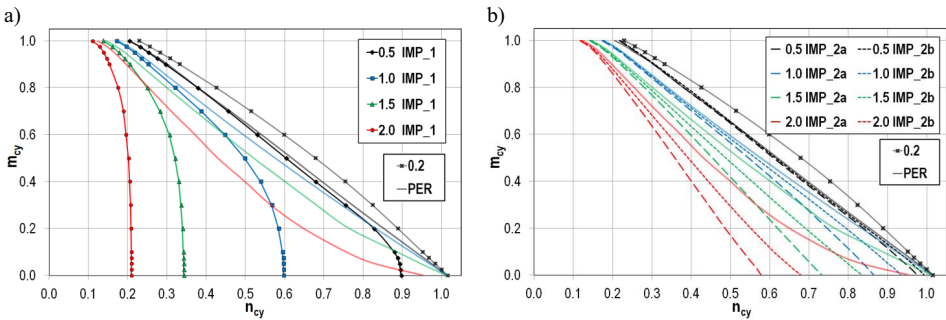 a)
1.0
0.8
0.6
0.4
0.2
0.0
m_cy
0.0 0.1 0.2 0.3 0.4 0.5 0.6 0.7 0.8 0.9 1.0
n_cy
0.5 IMP_1
1.0 IMP_1
1.5 IMP_1
2.0 IMP_1
0.2
PER
b)
1.0
0.8
0.6
0.4
0.2
0.0
m_cy
0.0 0.1 0.2 0.3 0.4 0.5 0.6 0.7 0.8 0.9 1.0
n_cy
0.5 IMP_2a 0.5 IMP_2b
1.0 IMP_2a 1.0 IMP_2b
1.5 IMP_2a 1.5 IMP_2b
2.0 IMP_2a 2.0 IMP_2b
0.2
PER